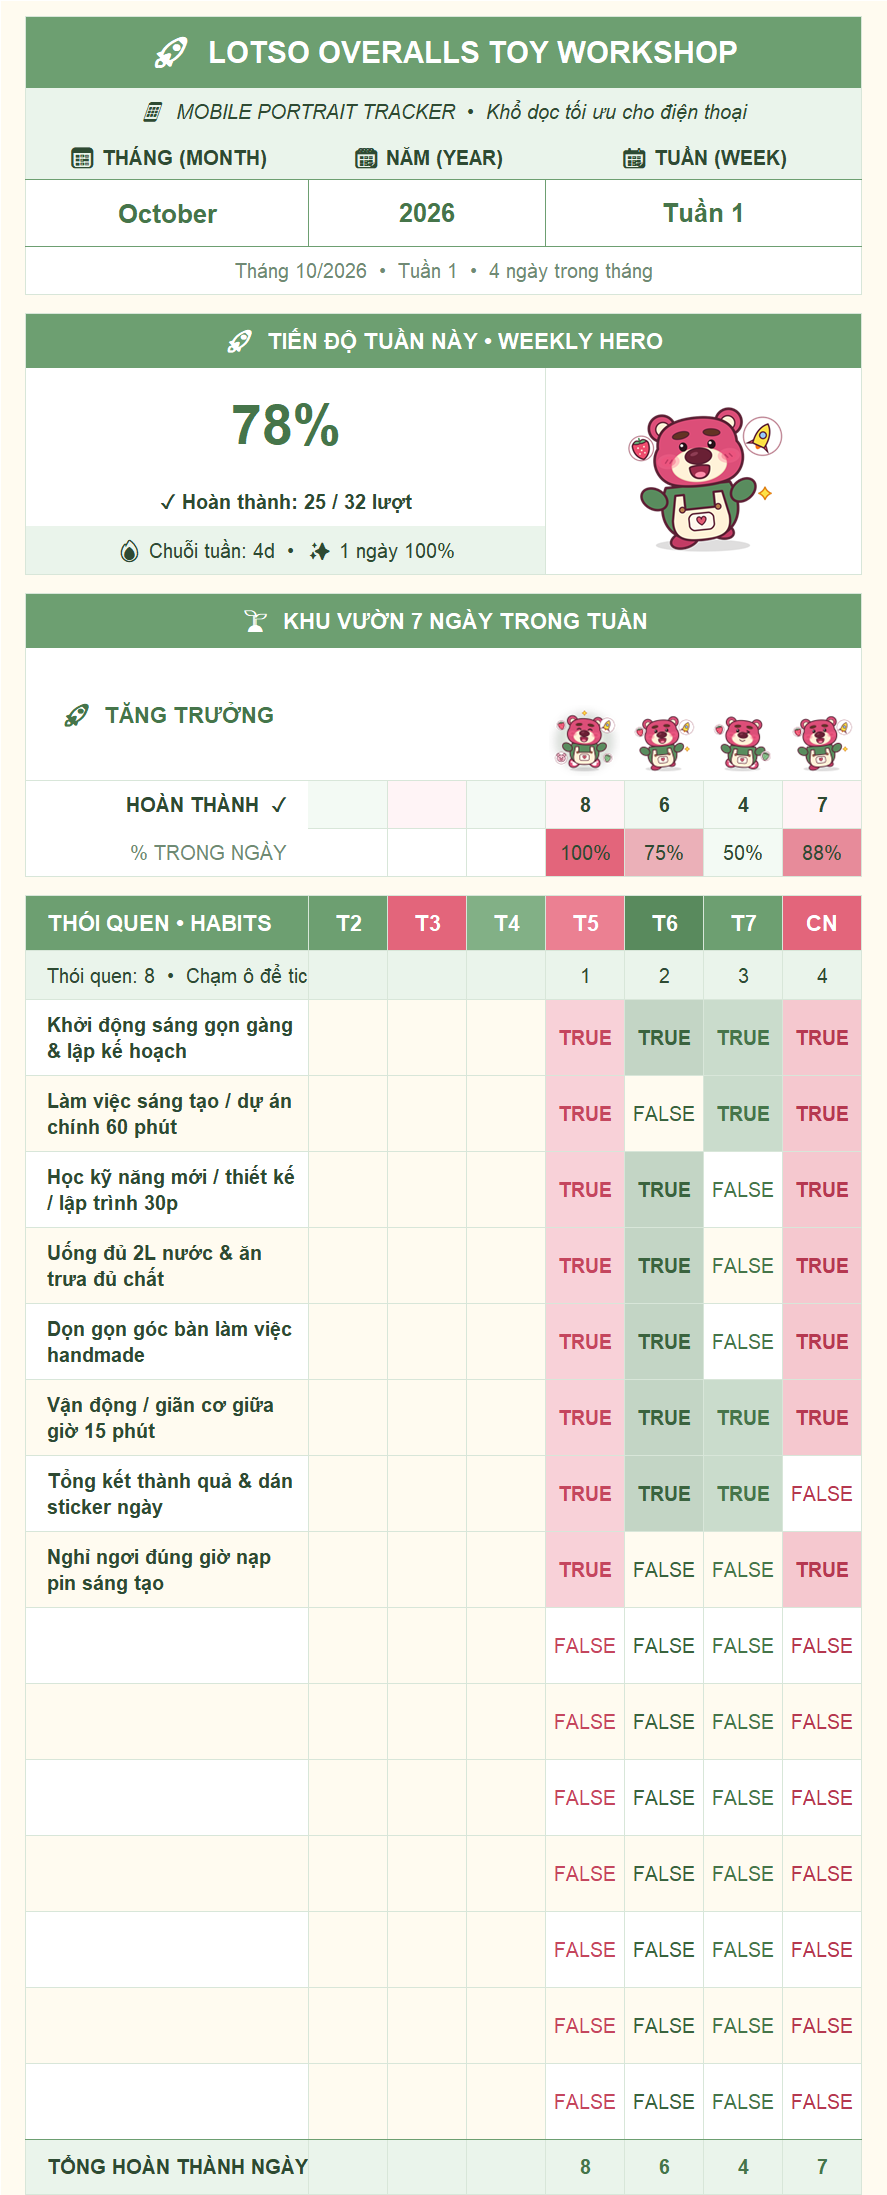 LOTSO OVERALLS TOY WORKSHOP
MOBILE PORTRAIT TRACKER • Khổ dọc tối ưu cho điện thoại
THÁNG (MONTH) NĂM (YEAR) TUẦN (WEEK)
October 2026 Tuần 1
Tháng 10/2026 • Tuần 1 • 4 ngày trong tháng
TIẾN ĐỘ TUẦN NÀY • WEEKLY HERO
78%
✓ Hoàn thành: 25 / 32 lượt
Chuỗi tuần: 4d • 1 ngày 100%
KHU VƯỜN 7 NGÀY TRONG TUẦN
TĂNG TRƯỞNG
HOÀN THÀNH ✓ 8 6 4 7
% TRONG NGÀY 100% 75% 50% 88%
THÓI QUEN • HABITS T2 T3 T4 T5 T6 T7 CN
Thói quen: 8 • Chạm ô để tic 1 2 3 4
Khởi động sáng gọn gàng
& lập kế hoạch TRUE TRUE TRUE TRUE
Làm việc sáng tạo / dự án
chính 60 phút TRUE FALSE TRUE TRUE
Học kỹ năng mới / thiết kế
/ lập trình 30p TRUE TRUE FALSE TRUE
Uống đủ 2L nước & ăn
trưa đủ chất TRUE TRUE FALSE TRUE
Dọn gọn góc bàn làm việc
handmade TRUE TRUE FALSE TRUE
Vận động / giãn cơ giữa
giờ 15 phút TRUE TRUE TRUE TRUE
Tổng kết thành quả & dán
sticker ngày TRUE TRUE TRUE FALSE
Nghỉ ngơi đúng giờ nạp
pin sáng tạo TRUE FALSE FALSE TRUE
FALSE FALSE FALSE FALSE
FALSE FALSE FALSE FALSE
FALSE FALSE FALSE FALSE
FALSE FALSE FALSE FALSE
FALSE FALSE FALSE FALSE
FALSE FALSE FALSE FALSE
FALSE FALSE FALSE FALSE
TỔNG HOÀN THÀNH NGÀY 8 6 4 7